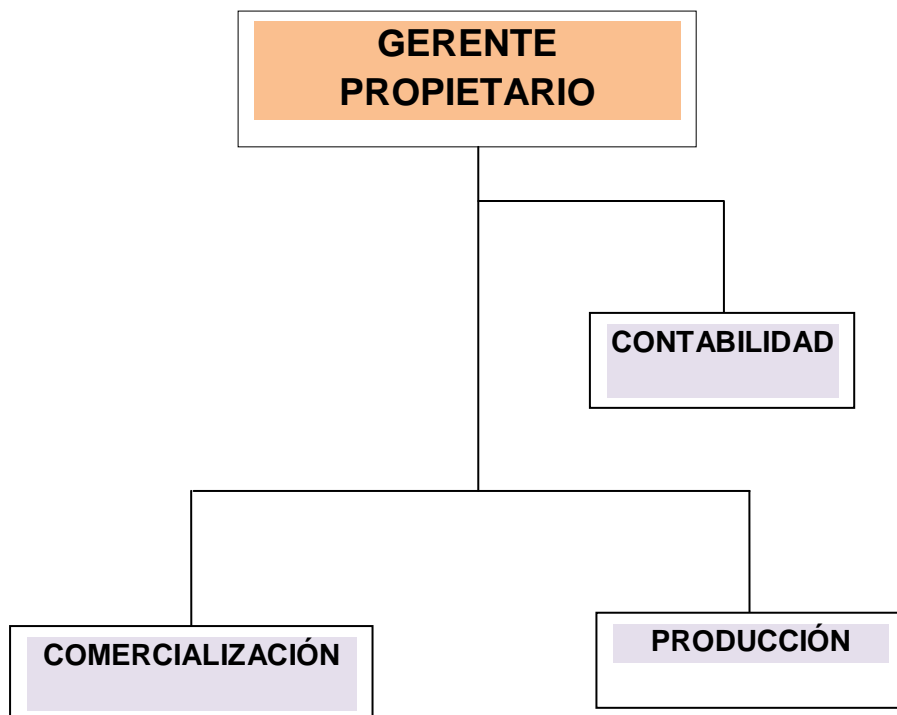 GERENTE
PROPIETARIO
CONTABILIDAD
COMERCIALIZACIÓN
PRODUCCIÓN